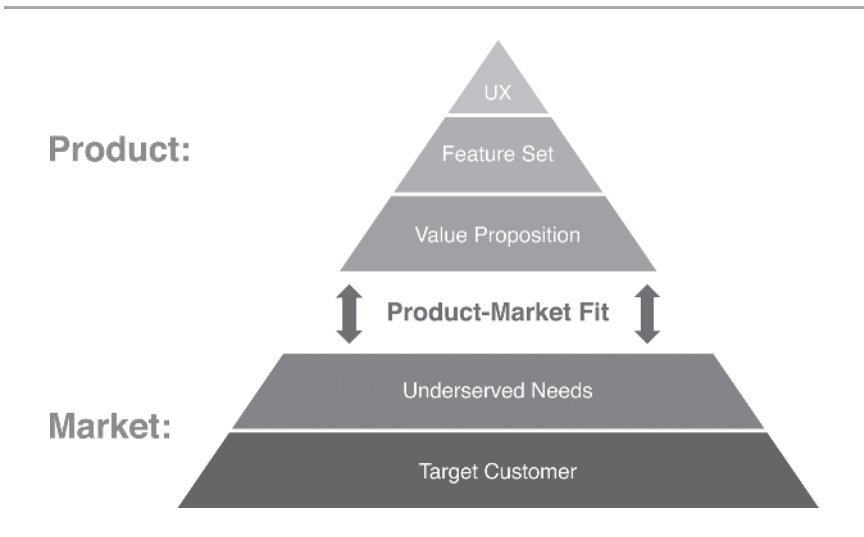 UX
Product:
Feature Set
Value Proposition
Product-Market Fit
Underserved Needs
Market:
Target Customer